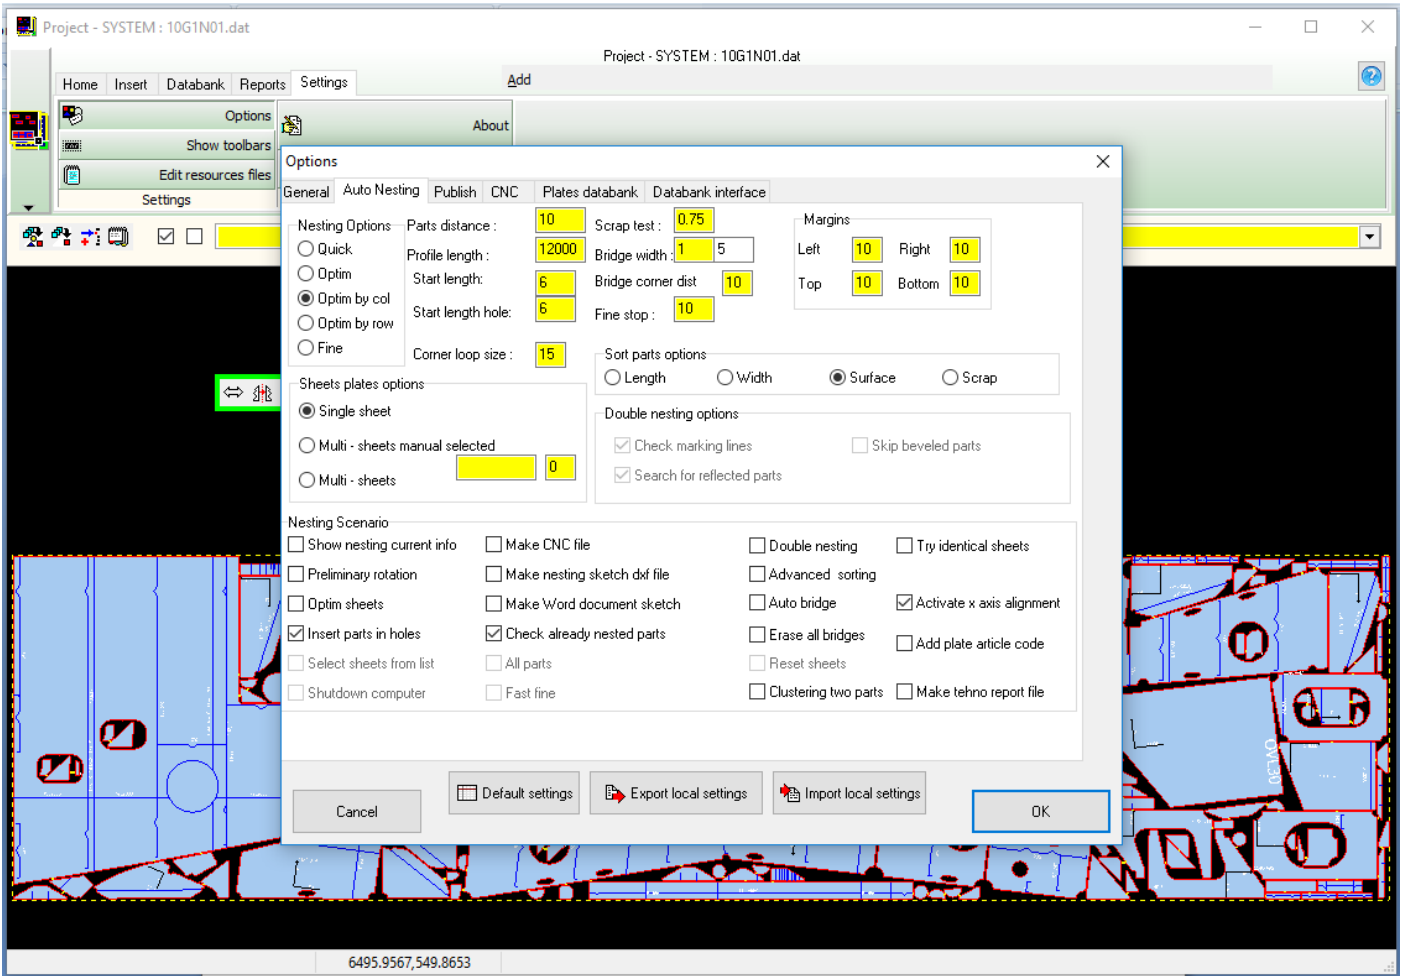 Project - SYSTEM : 10G1N01.dat
Project - SYSTEM : 10G1N01.dat
Home Insert Databank Reports Settings Add
Options
Show toolbars
Edit resources files
Settings
About
Options
General Auto Nesting Publish CNC Plates databank Databank interface
Nesting Options
Quick
Optim
Optim by col
Optim by row
Fine
Parts distance : 10
Profile length : 12000
Start length: 6
Start length hole: 6
Corner loop size : 15
Scrap test : 0.75
Bridge width : 1 5
Bridge corner dist 10
Fine stop : 10
Margins
Left 10 Right 10
Top 10 Bottom 10
Sort parts options
Length Width Surface Scrap
Sheets plates options
Single sheet
Multi - sheets manual selected
Multi - sheets 0
Double nesting options
Check marking lines Skip beveled parts
Search for reflected parts
Nesting Scenario
Show nesting current info Make CNC file Double nesting Try identical sheets
Preliminary rotation Make nesting sketch dxf file Advanced sorting
Optim sheets Make Word document sketch Auto bridge Activate x axis alignment
Insert parts in holes Check already nested parts Erase all bridges Add plate article code
Select sheets from list All parts Reset sheets
Shutdown computer Fast fine Clustering two parts Make tehno report file
Cancel Default settings Export local settings Import local settings OK
OVL30
6495.9567,549.8653